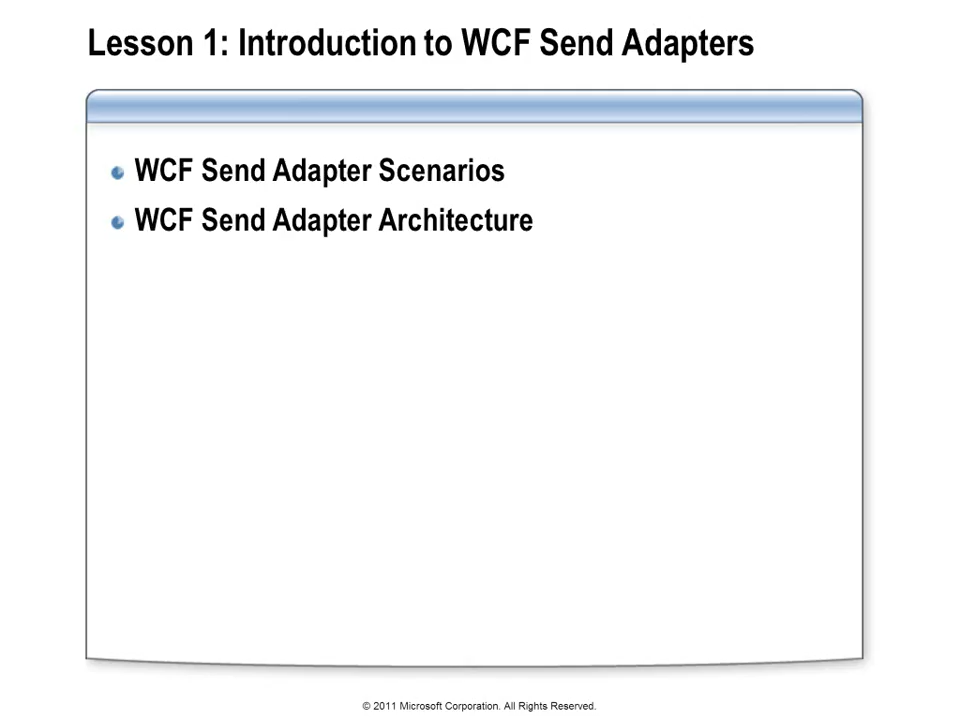 Lesson 1: Introduction to WCF Send Adapters
WCF Send Adapter Scenarios
WCF Send Adapter Architecture
© 2011 Microsoft Corporation. All Rights Reserved.